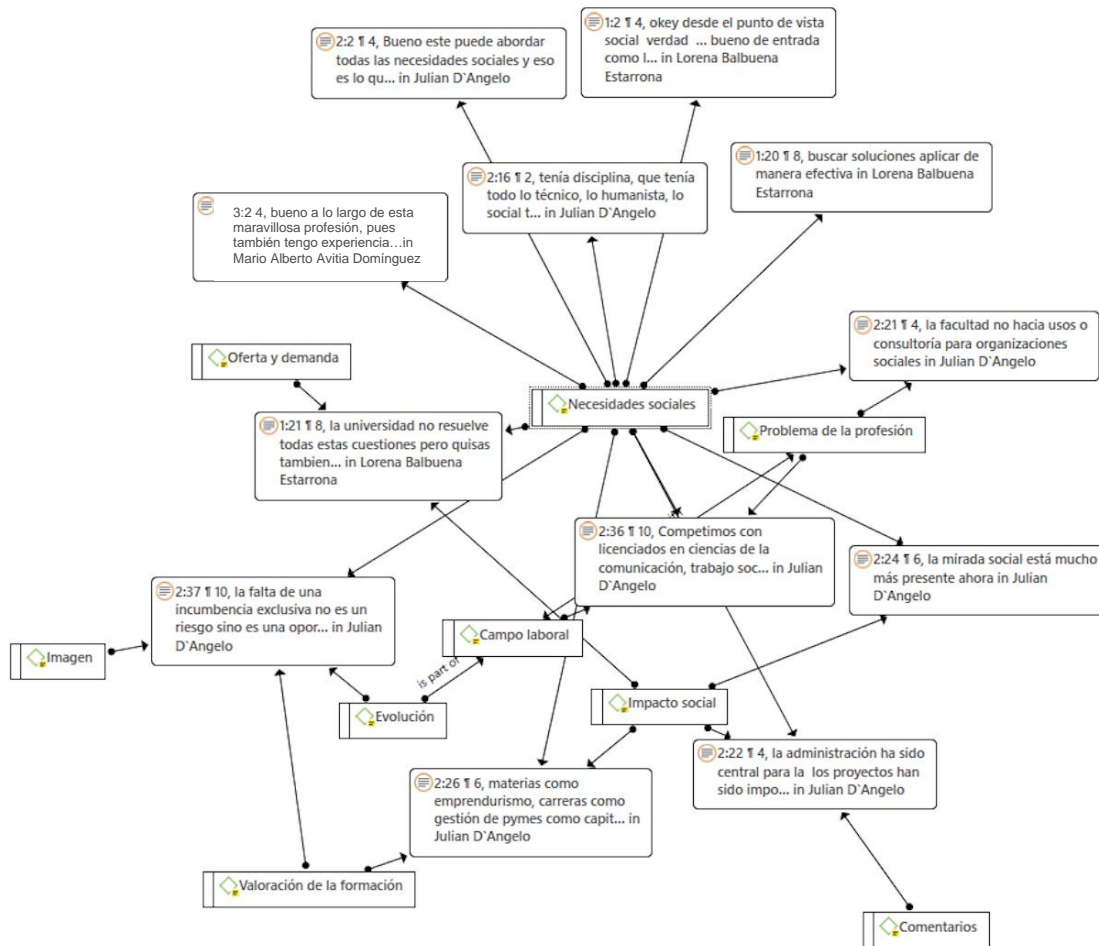 1:2 ¶ 4, okey desde el punto de vista
social verdad ... bueno de entrada
como l... in Lorena Balbuena
Estarrona
2:2 ¶ 4, Bueno este puede abordar
todas las necesidades sociales y eso
es lo qu... in Julian D`Angelo
1:20 ¶ 8, buscar soluciones aplicar de
manera efectiva in Lorena Balbuena
Estarrona
2:16 ¶ 2, tenía disciplina, que tenía
todo lo técnico, lo humanista, lo
social t... in Julian D`Angelo
3:2 4, bueno a lo largo de esta
maravillosa profesión, pues
también tengo experiencia...in
Mario Alberto Avitia Domínguez
2:21 ¶ 4, la facultad no hacia usos o
consultoría para organizaciones
sociales in Julian D`Angelo
Oferta y demanda
Necesidades sociales
Problema de la profesión
1:21 ¶ 8, la universidad no resuelve
todas estas cuestiones pero quisas
tambien... in Lorena Balbuena
Estarrona
2:36 ¶ 10, Competimos con
licenciados en ciencias de la
comunicación, trabajo soc... in Julian
D`Angelo
2:24 ¶ 6, la mirada social está mucho
más presente ahora in Julian
D`Angelo
2:37 ¶ 10, la falta de una
incumbencia exclusiva no es un
riesgo sino es una opor... in Julian
D`Angelo
Imagen
Campo laboral
is part of
Evolución
Impacto social
2:22 ¶ 4, la administración ha sido
central para la  los proyectos han
sido impo... in Julian D`Angelo
2:26 ¶ 6, materias como
emprendurismo, carreras como
gestión de pymes como capit... in
Julian D`Angelo
Valoración de la formación
Comentarios